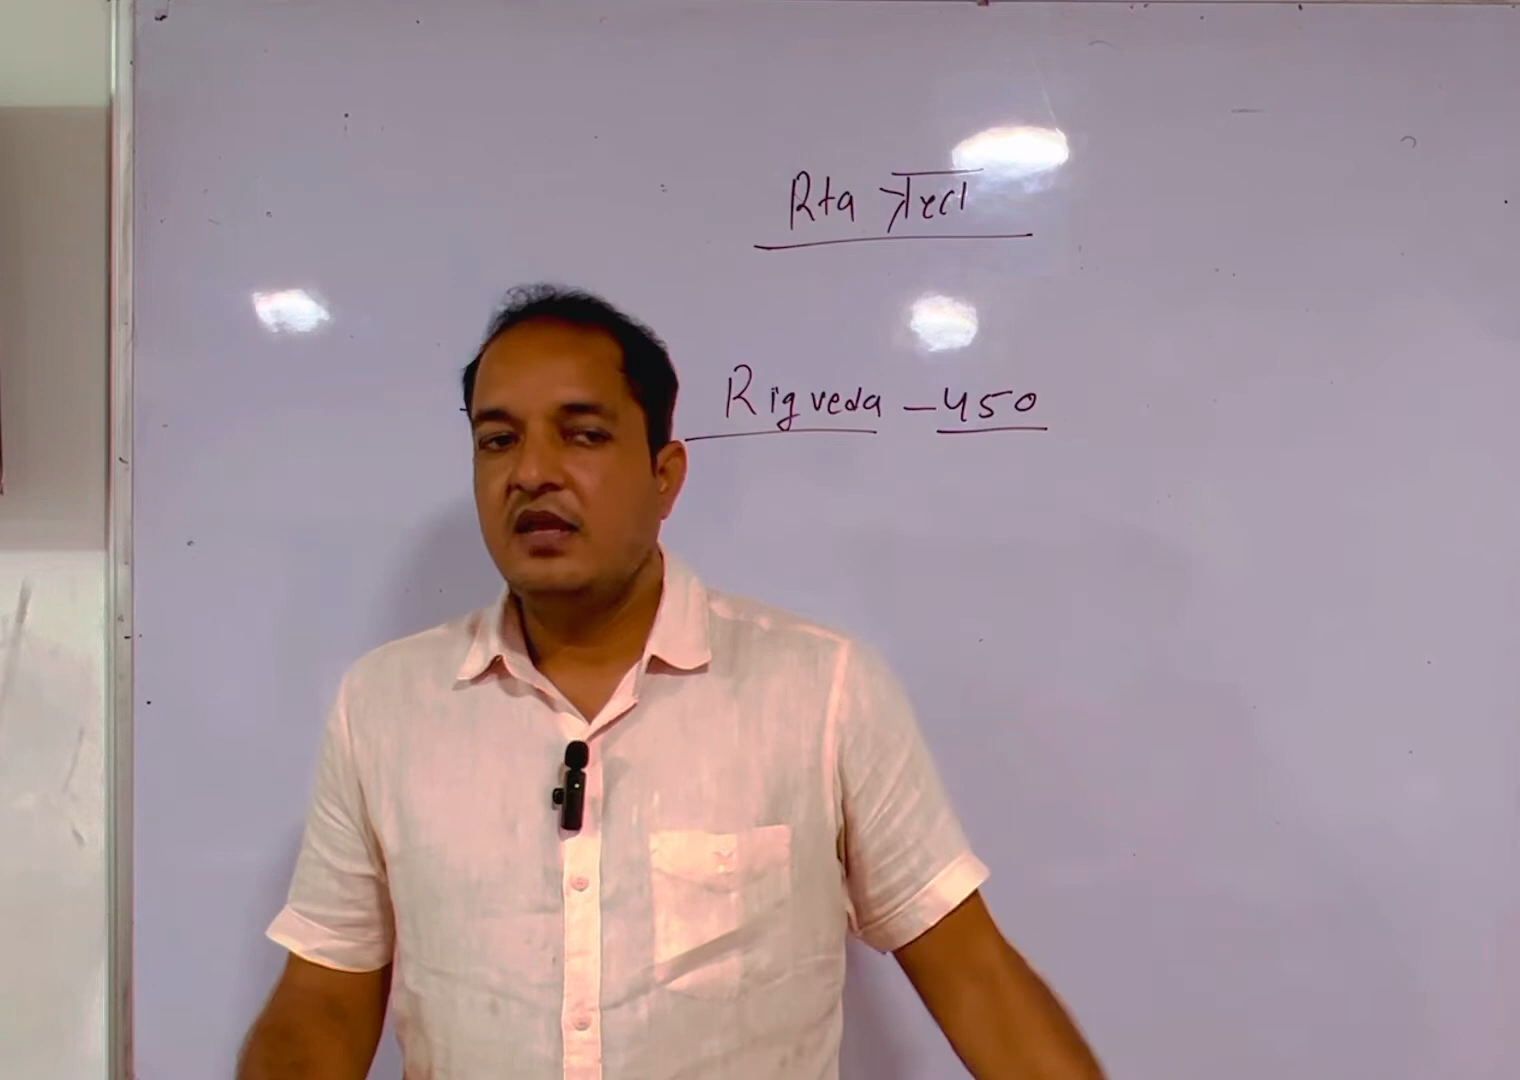 Rta ऋत
Rigveda – 450